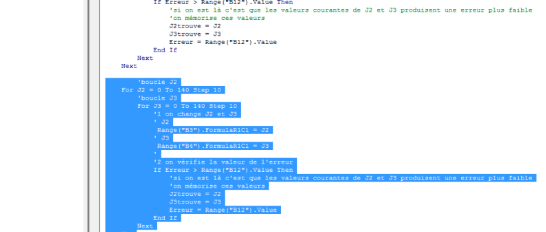 If Erreur > Range("B12").Value Then
'si on est là c'est que les valeurs courantes de J2 et J3 produisent une erreur plus faible
'on mémorise ces valeurs
J2trouve = J2
J3trouve = J3
Erreur = Range("B12").Value
End If
Next
Next
'boucle J2
For J2 = 0 To 140 Step 10
'boucle J3
For J3 = 0 To 140 Step 10
'1 on change J2 et J3
' J2
Range("B3").FormulaR1C1 = J2
' J3
Range("B4").FormulaR1C1 = J3
'
'2 on vérifie la valeur de l'erreur
If Erreur > Range("B12").Value Then
'si on est là c'est que les valeurs courantes de J2 et J3 produisent une erreur plus faible
'on mémorise ces valeurs
J2trouve = J2
J3trouve = J3
Erreur = Range("B12").Value
End If
Next